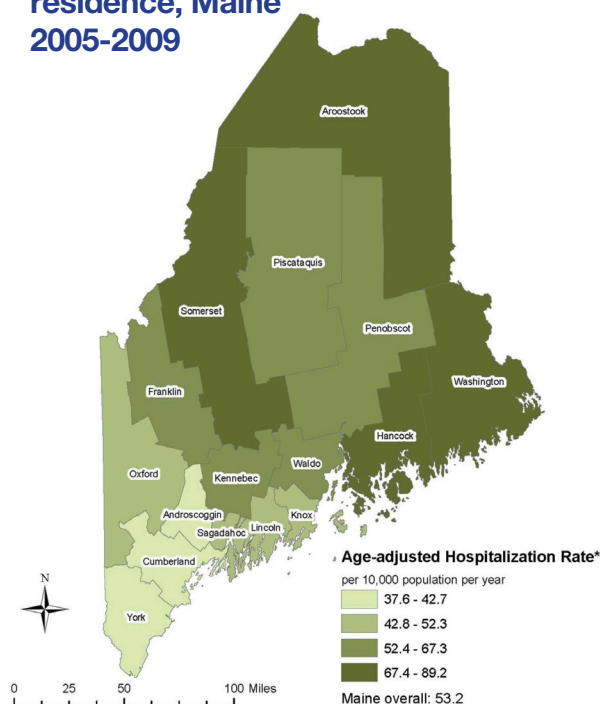 residence, Maine
2005-2009
Aroostook
Piscataquis
Somerset
Penobscot
Washington
Franklin
Hancock
Waldo
Oxford
Kennebec
Androscoggin
Knox
Lincoln
Sagadahoc
Cumberland
York
N
Age-adjusted Hospitalization Rate*
per 10,000 population per year
37.6 - 42.7
42.8 - 52.3
52.4 - 67.3
67.4 - 89.2
Maine overall: 53.2
0 25 50 100 Miles